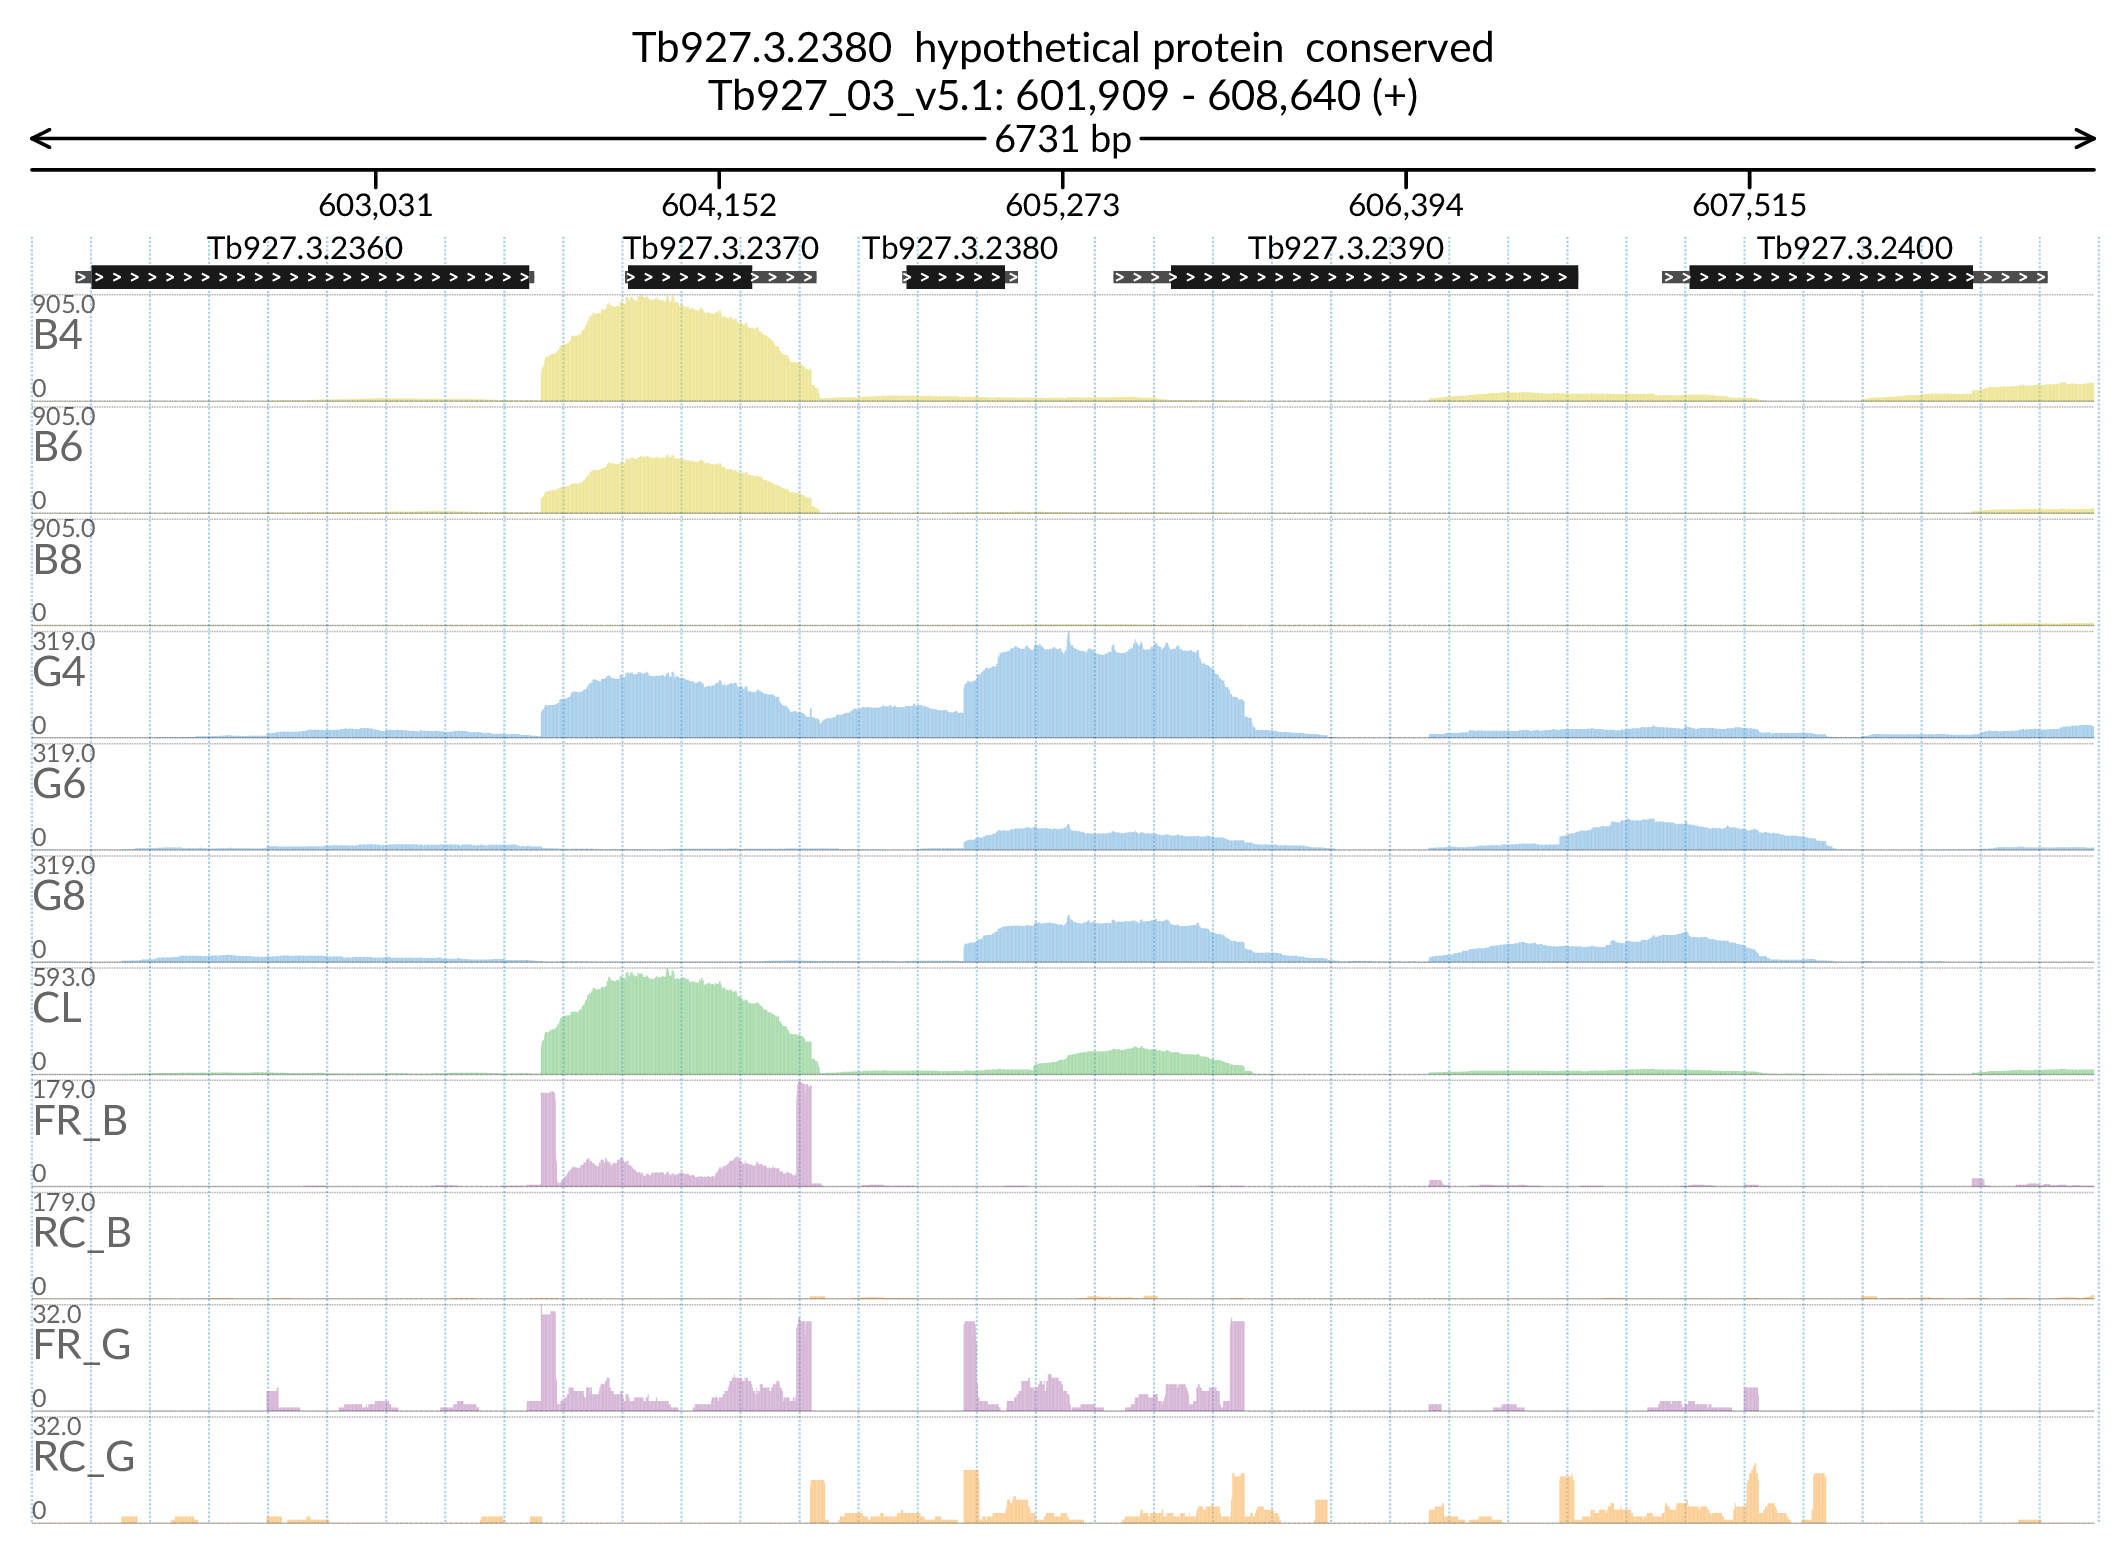 Tb927.3.2380  hypothetical protein  conserved
Tb927_03_v5.1: 601,909 - 608,640 (+)
6731 bp
603,031 604,152 605,273 606,394 607,515
Tb927.3.2360 Tb927.3.2370 Tb927.3.2380 Tb927.3.2390 Tb927.3.2400
905.0
B4
0
905.0
B6
0
905.0
B8
0
319.0
G4
0
319.0
G6
0
319.0
G8
0
593.0
CL
0
179.0
FR_B
0
179.0
RC_B
0
32.0
FR_G
0
32.0
RC_G
0